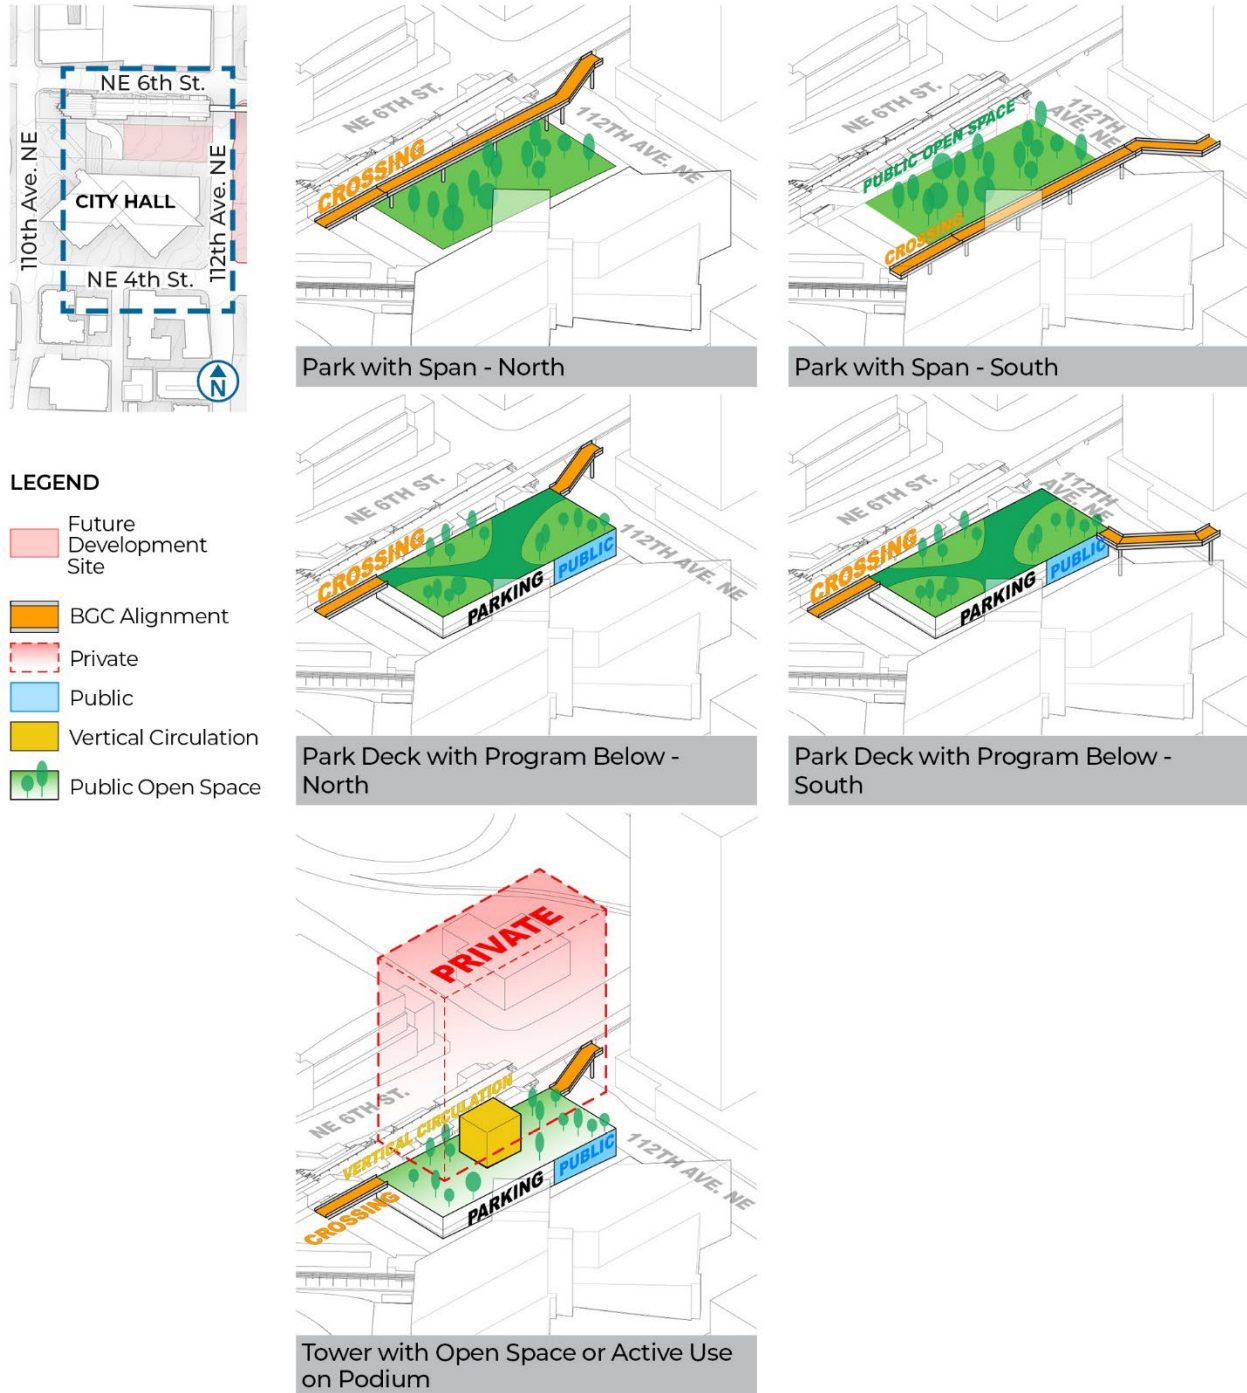 NE 6th St.
110th Ave. NE
CITY HALL
112th Ave. NE
NE 4th St.
N
LEGEND
Future
Development
Site
BGC Alignment
Private
Public
Vertical Circulation
Public Open Space
NE 6TH ST.
CROSSING
112TH AVE. NE
Park with Span - North
NE 6TH ST.
PUBLIC OPEN SPACE
112TH
AVE. NE
CROSSING
Park with Span - South
NE 6TH ST.
CROSSING
PARKING
PUBLIC
112TH AVE. NE
Park Deck with Program Below -
North
NE 6TH ST.
112TH
AVE. NE
CROSSING
PARKING
PUBLIC
Park Deck with Program Below -
South
PRIVATE
NE 6TH ST.
VERTICAL CIRCULATION
CROSSING
PARKING
PUBLIC
112TH AVE. NE
Tower with Open Space or Active Use
on Podium